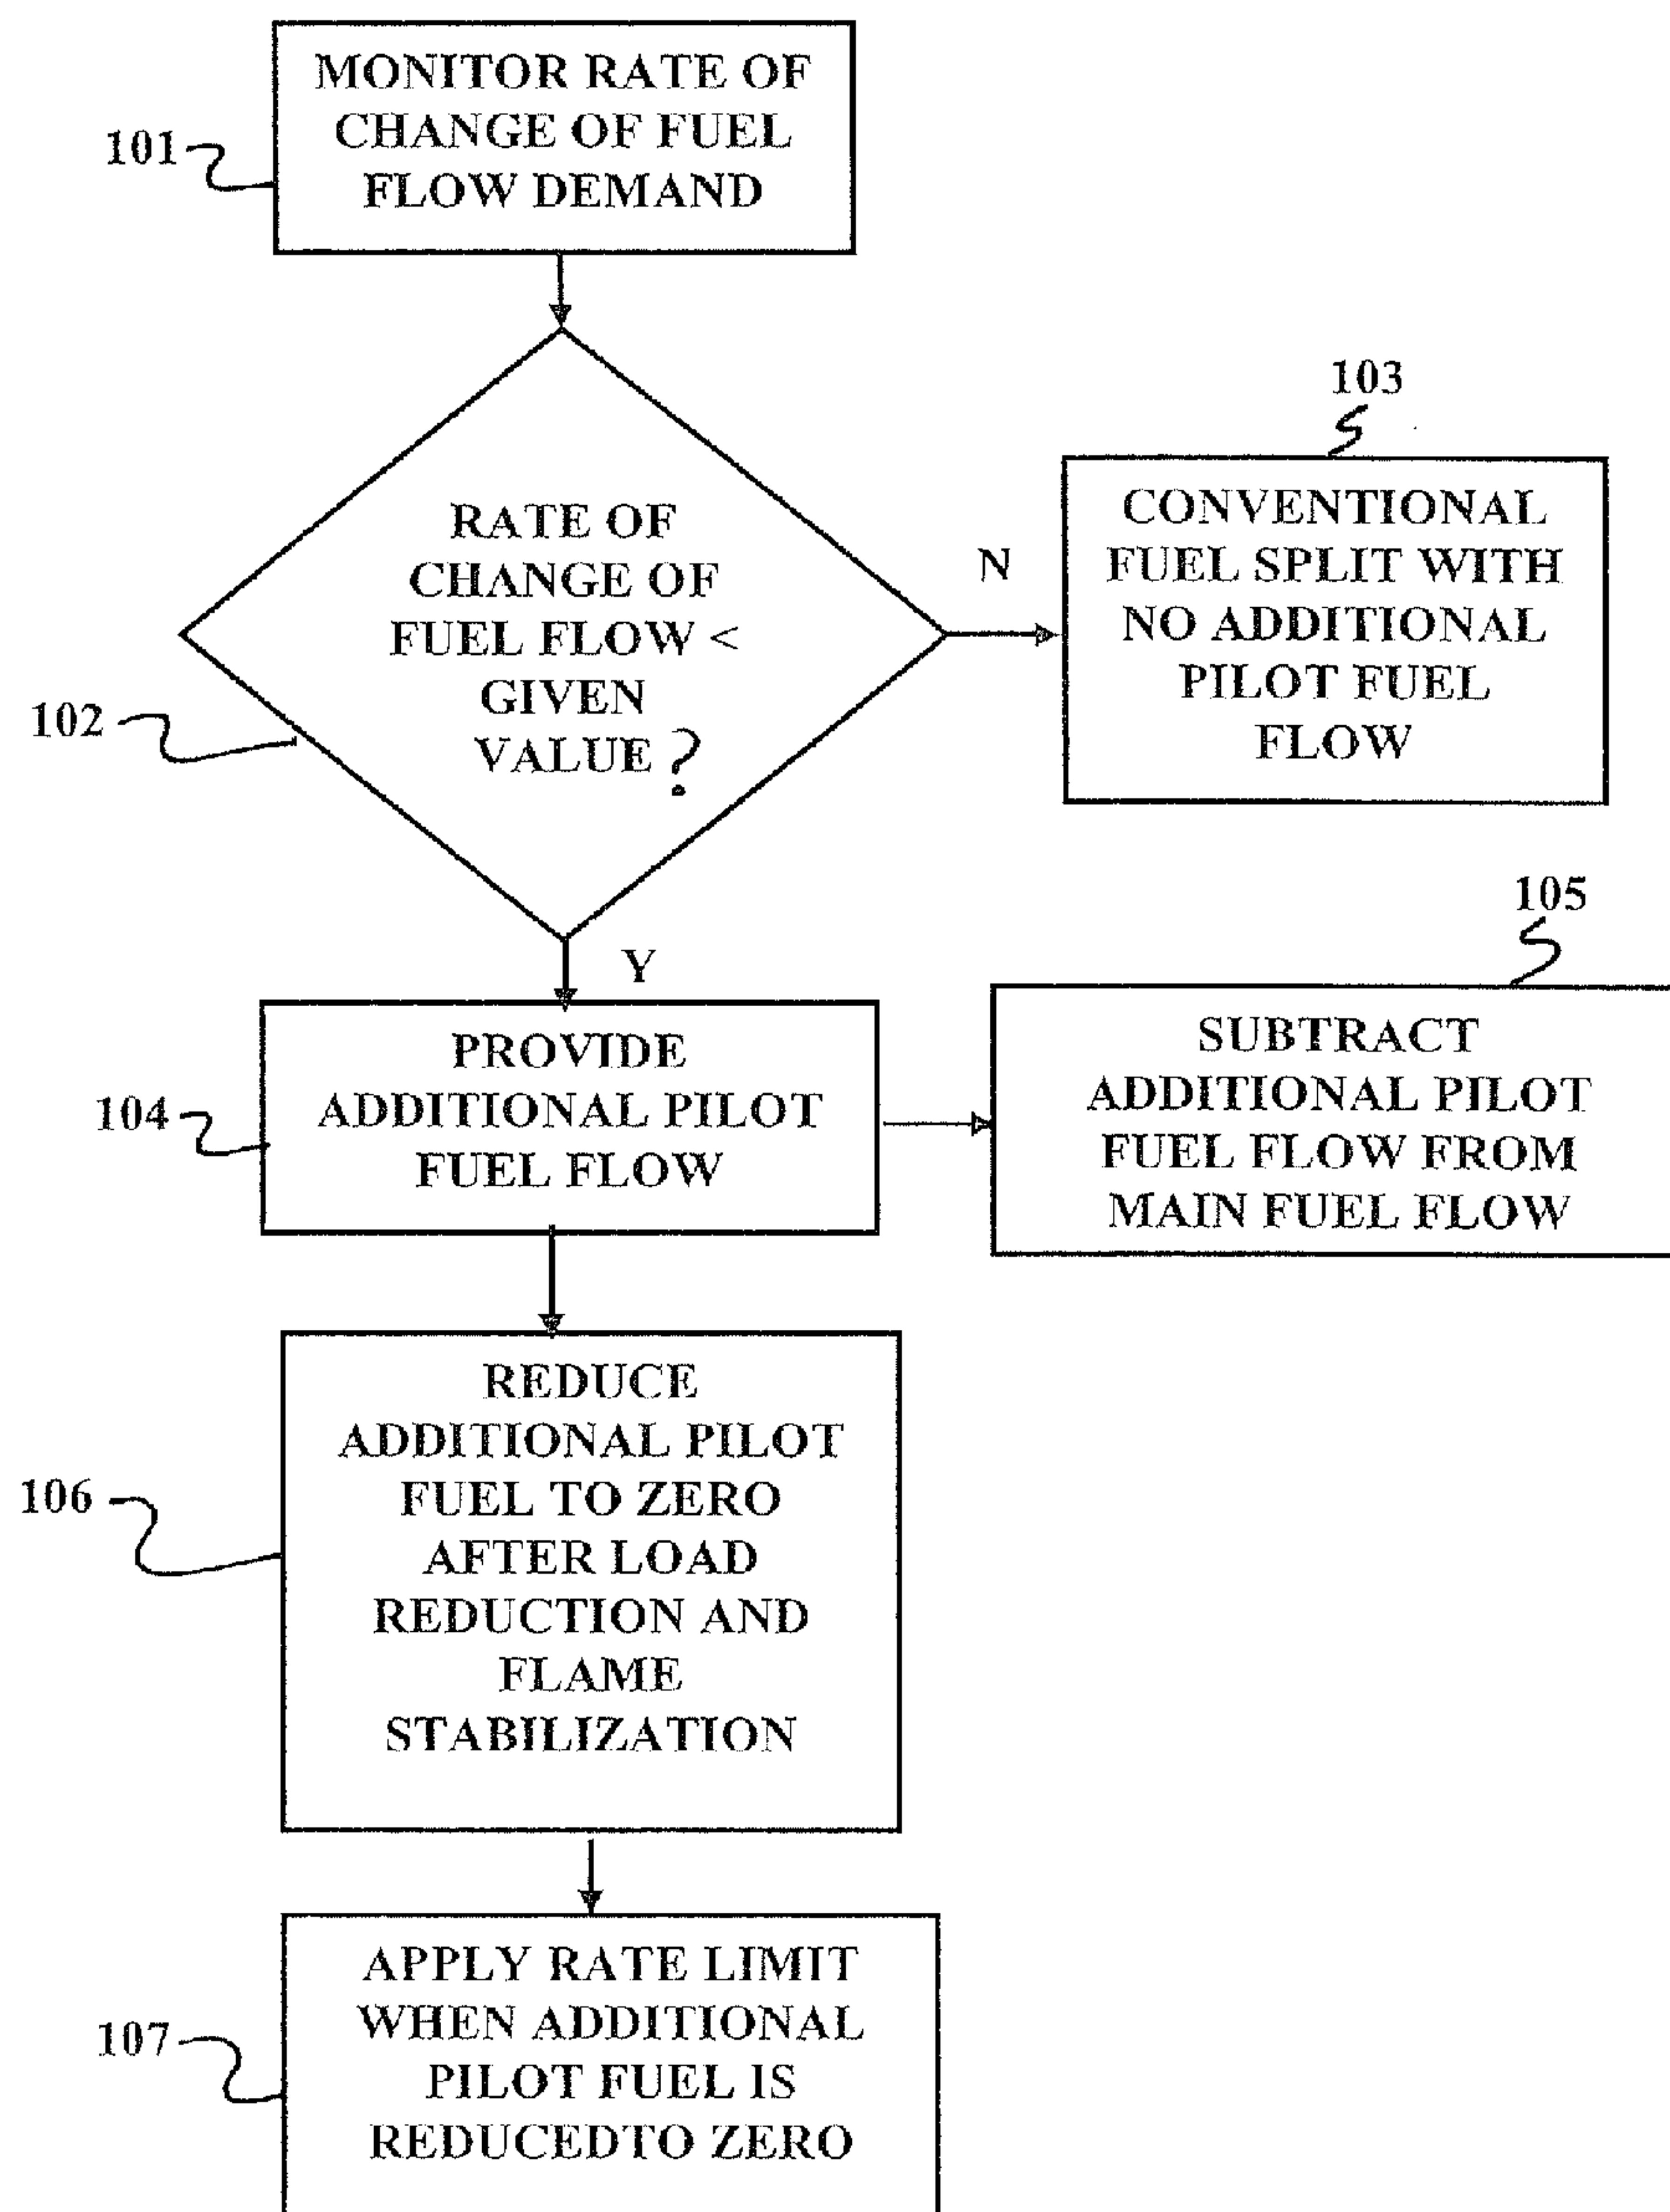 MONITOR RATE OF
CHANGE OF FUEL
FLOW DEMAND
101
RATE OF
CHANGE OF
FUEL FLOW <
GIVEN
VALUE ?
102
N
103
CONVENTIONAL
FUEL SPLIT WITH
NO ADDITIONAL
PILOT FUEL
FLOW
Y
104
PROVIDE
ADDITIONAL PILOT
FUEL FLOW
105
SUBTRACT
ADDITIONAL PILOT
FUEL FLOW FROM
MAIN FUEL FLOW
106
REDUCE
ADDITIONAL PILOT
FUEL TO ZERO
AFTER LOAD
REDUCTION AND
FLAME
STABILIZATION
107
APPLY RATE LIMIT
WHEN ADDITIONAL
PILOT FUEL IS
REDUCEDTO ZERO